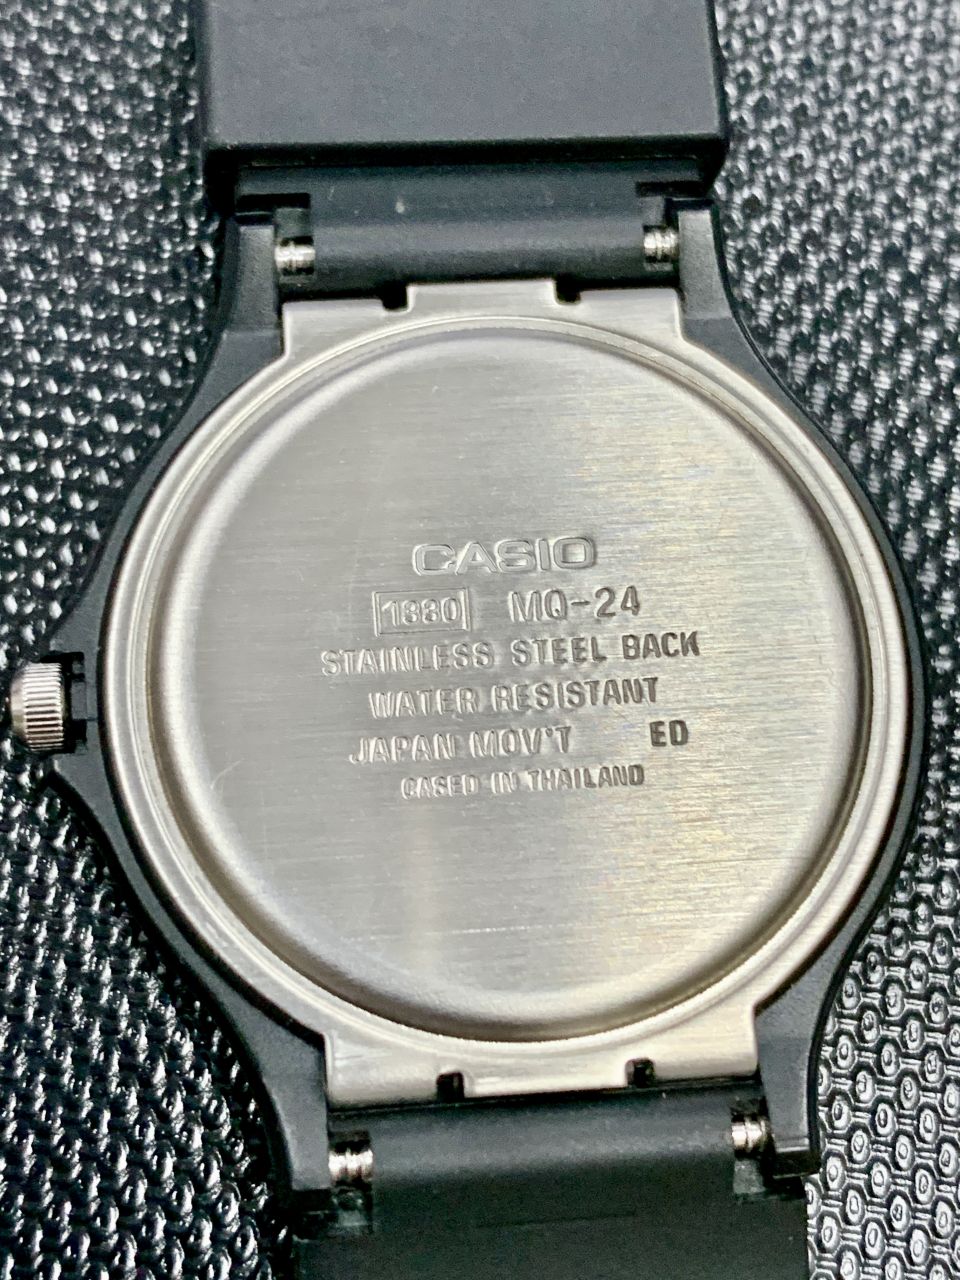 CASIO
1330 MQ-24
STAINLESS STEEL BACK
WATER RESISTANT
JAPAN MOV'T ED
CASED IN THAILAND